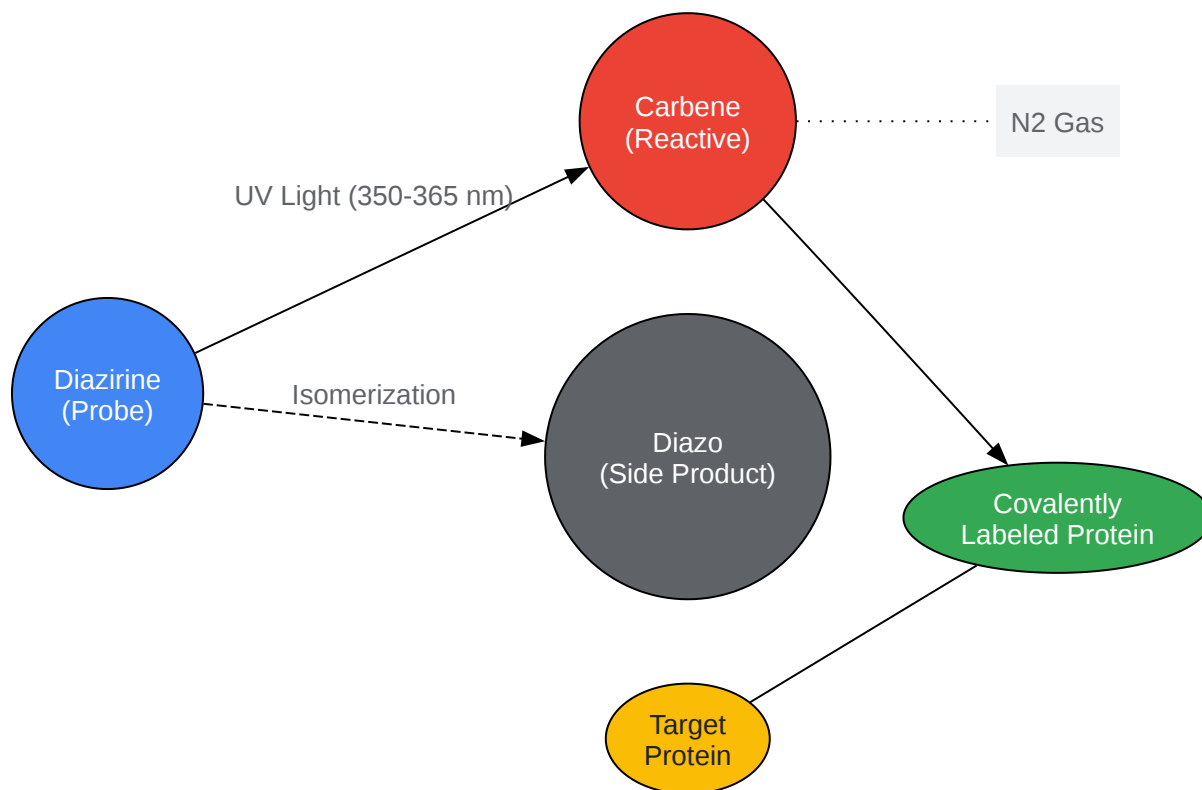 Carbene
(Reactive)
N2 Gas
UV Light (350-365 nm)
Diazirine
(Probe)
Isomerization
Diazo
(Side Product)
Covalently
Labeled Protein
Target
Protein